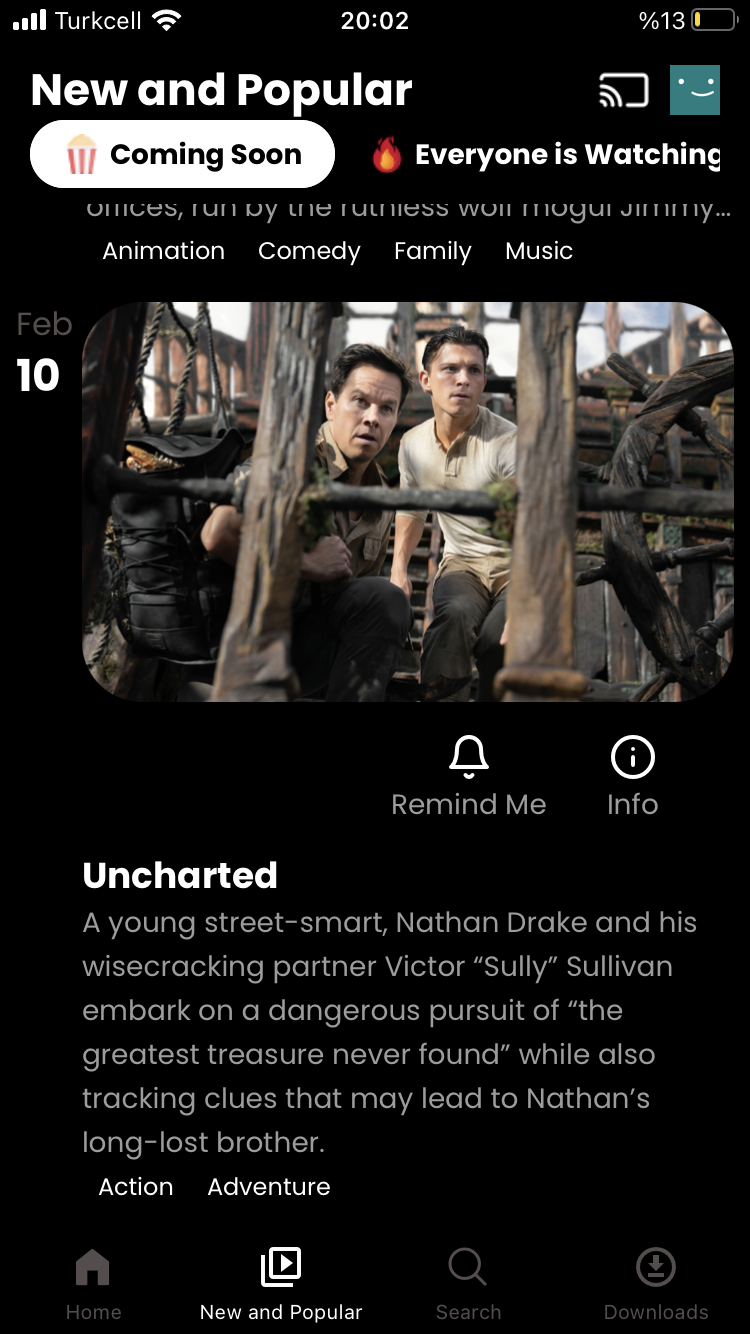 Turkcell 20:02 %13
New and Popular
🍿 Coming Soon 🔥 Everyone is Watching
offices, run by the ruthless wolf mogul Jimmy...
Animation Comedy Family Music
Feb
10
Remind Me Info
Uncharted
A young street-smart, Nathan Drake and his
wisecracking partner Victor “Sully” Sullivan
embark on a dangerous pursuit of “the
greatest treasure never found” while also
tracking clues that may lead to Nathan’s
long-lost brother.
Action Adventure
Home New and Popular Search Downloads